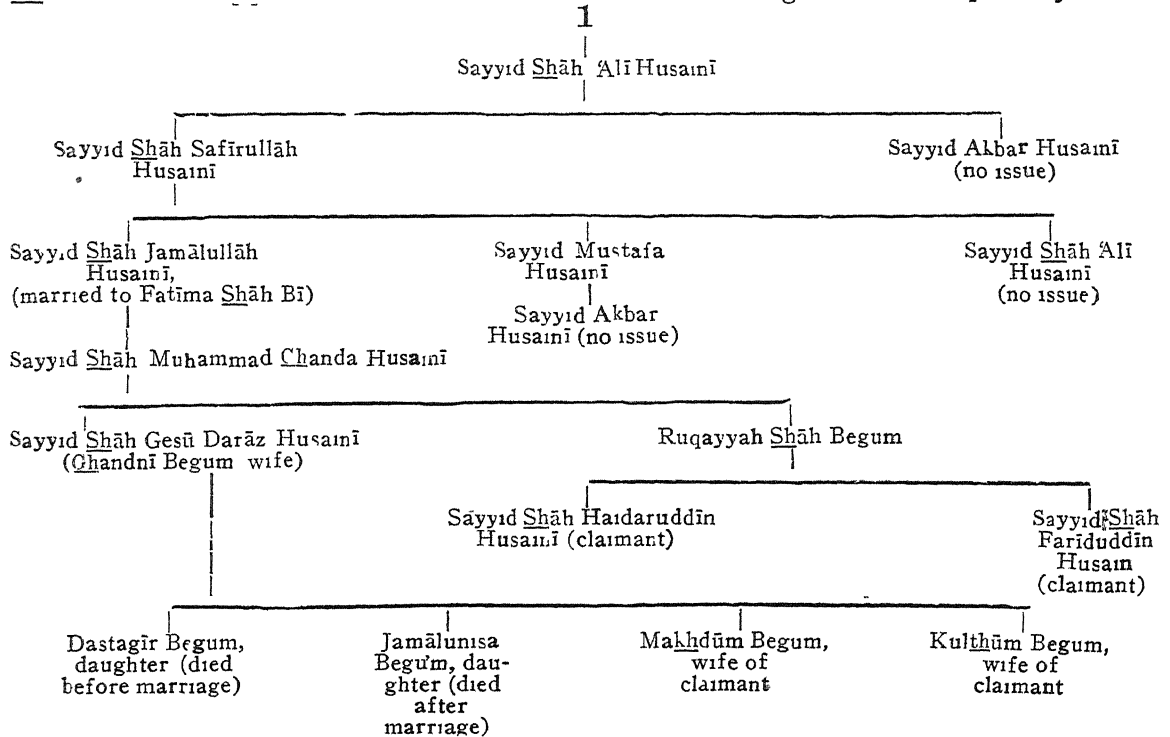 1
Sayyid Shāh ‘Alī Husainī
Sayyid Shāh Safīrullāh
Husainī
Sayyid Akbar Husainī
(no issue)
Sayyid Shāh Jamālullāh
Husainī,
(married to Fatīma Shāh Bī)
Sayyid Mustafa
Husainī
Sayyid Akbar
Husainī (no issue)
Sayyid Shāh ‘Alī
Husainī
(no issue)
Sayyid Shāh Muhammad Chanda Husainī
Sayyid Shāh Gesū Darāz Husainī
(Ghandnī Begum wife)
Ruqayyah Shāh Begum
Sayyid Shāh Haidaruddīn
Husainī (claimant)
Sayyid Shāh
Farīduddīn
Husain
(claimant)
Dastagīr Begum,
daughter (died
before marriage)
Jamālunisa
Begum, dau-
ghter (died
after
marriage)
Makhdūm Begum,
wife of
claimant
Kulthūm Begum,
wife of
claimant